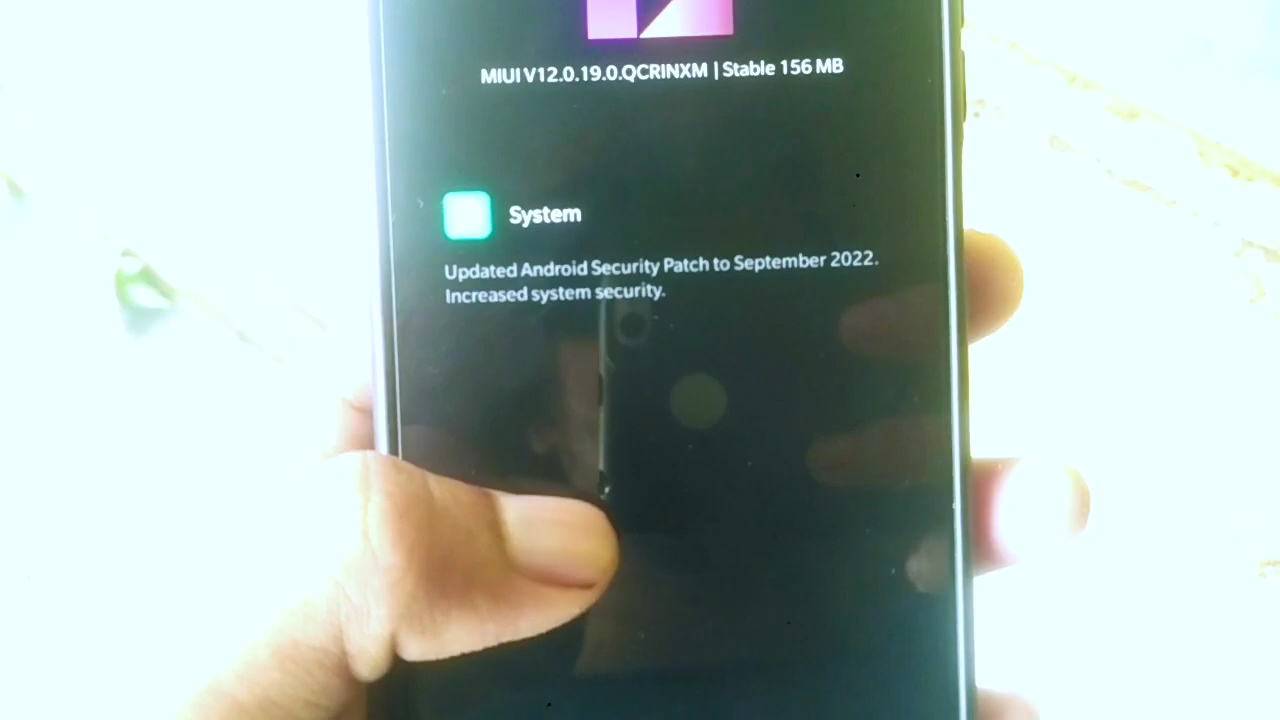 MIUI V12.0.19.0.QCRINXM | Stable 156 MB
System
Updated Android Security Patch to September 2022.
Increased system security.